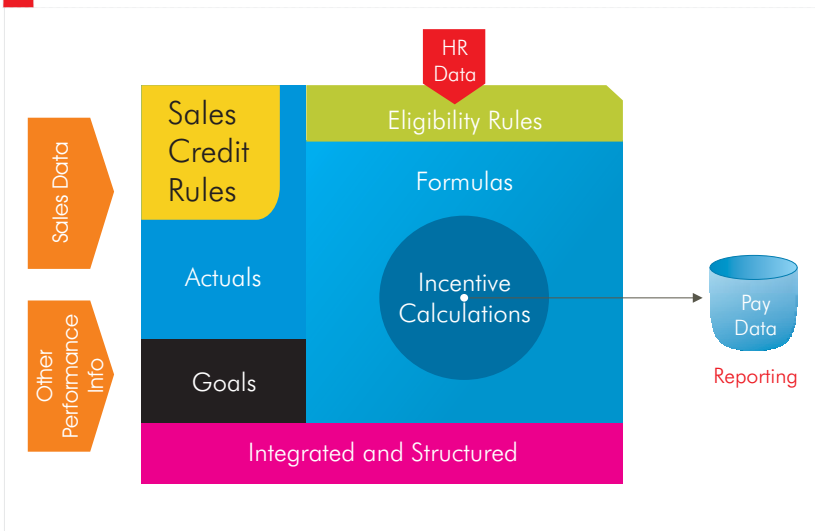 HR
Data
Sales
Credit
Rules
Eligibility Rules
Sales Data
Formulas
Actuals
Incentive
Calculations
Pay
Data
Other
Performance
Info
Goals
Reporting
Integrated and Structured